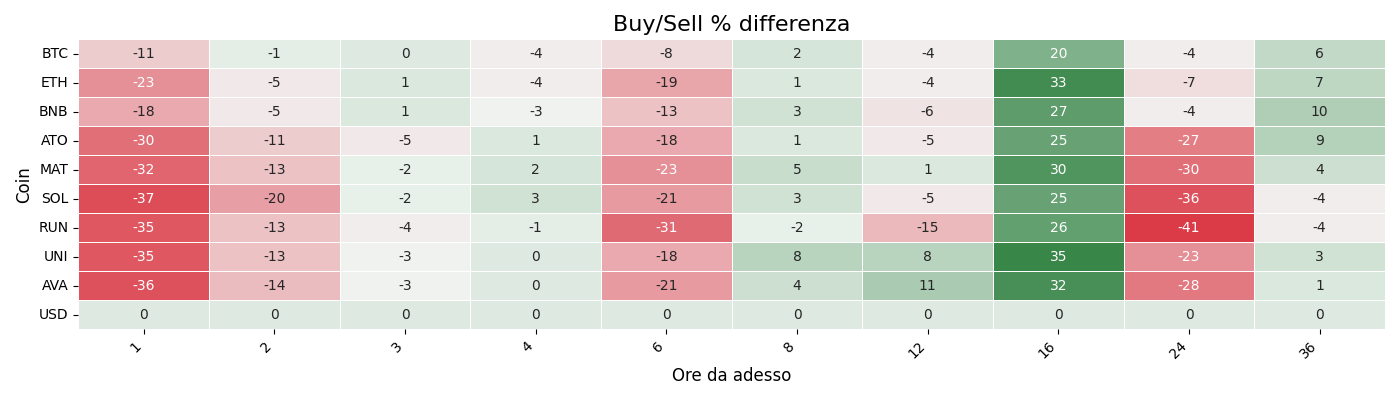 Buy/Sell % differenza
Coin
BTC -11 -1 0 -4 -8 2 -4 20 -4 6
ETH -23 -5 1 -4 -19 1 -4 33 -7 7
BNB -18 -5 1 -3 -13 3 -6 27 -4 10
ATO -30 -11 -5 1 -18 1 -5 25 -27 9
MAT -32 -13 -2 2 -23 5 1 30 -30 4
SOL -37 -20 -2 3 -21 3 -5 25 -36 -4
RUN -35 -13 -4 -1 -31 -2 -15 26 -41 -4
UNI -35 -13 -3 0 -18 8 8 35 -23 3
AVA -36 -14 -3 0 -21 4 11 32 -28 1
USD 0 0 0 0 0 0 0 0 0 0
1 2 3 4 6 8 12 16 24 36
Ore da adesso